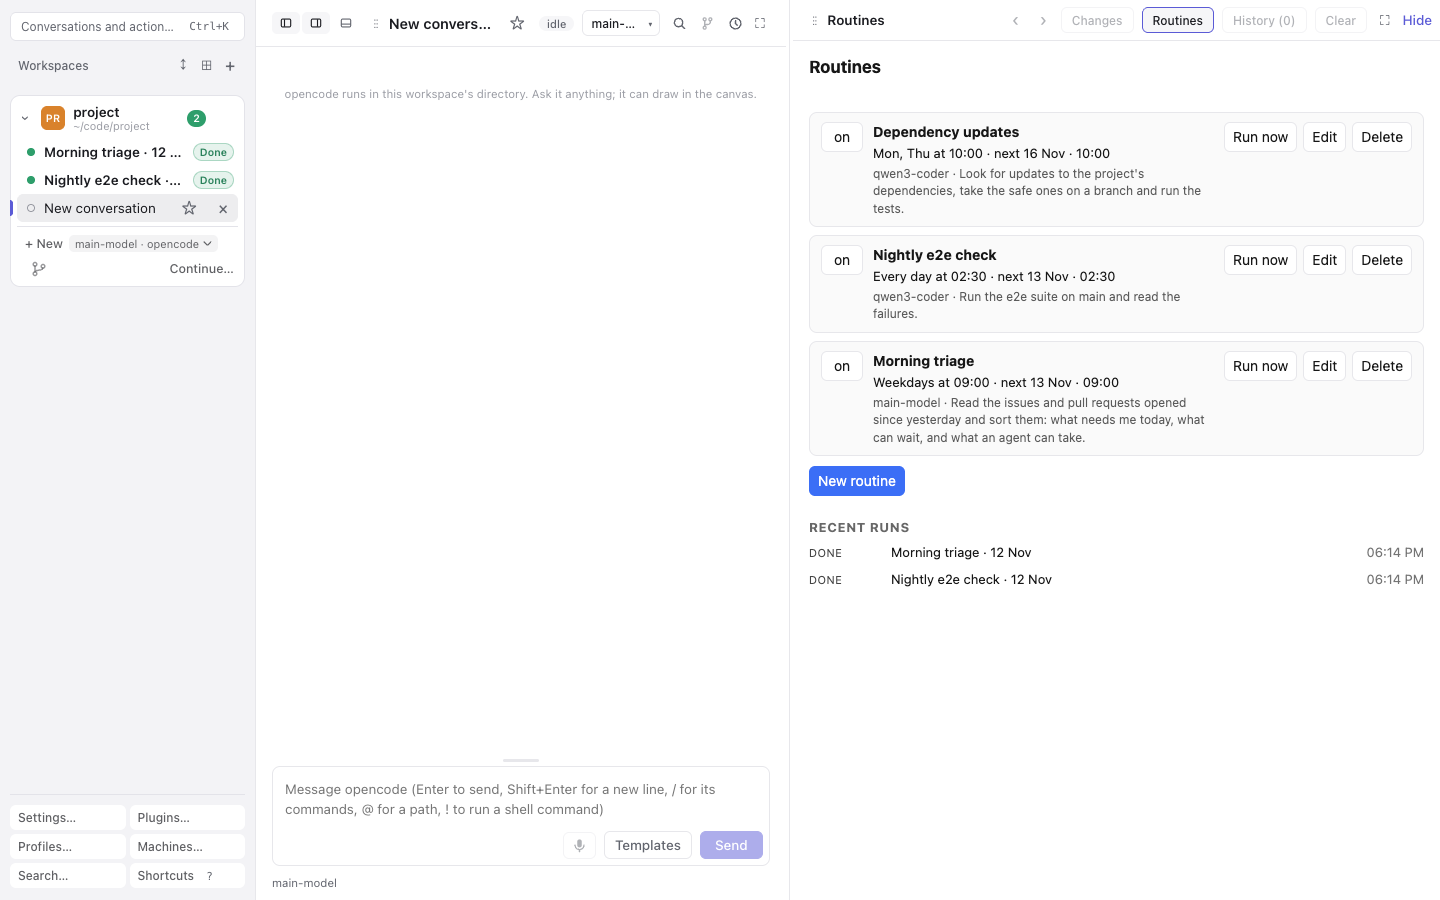 Conversations and action... Ctrl+K
Workspaces
PR project 2
~/code/project
Morning triage · 12 ... Done
Nightly e2e check ·... Done
New conversation
+ New main-model · opencode
Continue...
Settings...
Plugins...
Profiles...
Machines...
Search...
Shortcuts ?
New convers... idle main-...
opencode runs in this workspace's directory. Ask it anything; it can draw in the canvas.
Message opencode (Enter to send, Shift+Enter for a new line, / for its
commands, @ for a path, ! to run a shell command)
Templates
Send
main-model
Routines
Changes
Routines
History (0)
Clear
Hide
Routines
on Dependency updates Run now Edit Delete
Mon, Thu at 10:00 · next 16 Nov · 10:00
qwen3-coder · Look for updates to the project's
dependencies, take the safe ones on a branch and run the
tests.
on Nightly e2e check Run now Edit Delete
Every day at 02:30 · next 13 Nov · 02:30
qwen3-coder · Run the e2e suite on main and read the
failures.
on Morning triage Run now Edit Delete
Weekdays at 09:00 · next 13 Nov · 09:00
main-model · Read the issues and pull requests opened
since yesterday and sort them: what needs me today, what
can wait, and what an agent can take.
New routine
RECENT RUNS
DONE Morning triage · 12 Nov 06:14 PM
DONE Nightly e2e check · 12 Nov 06:14 PM